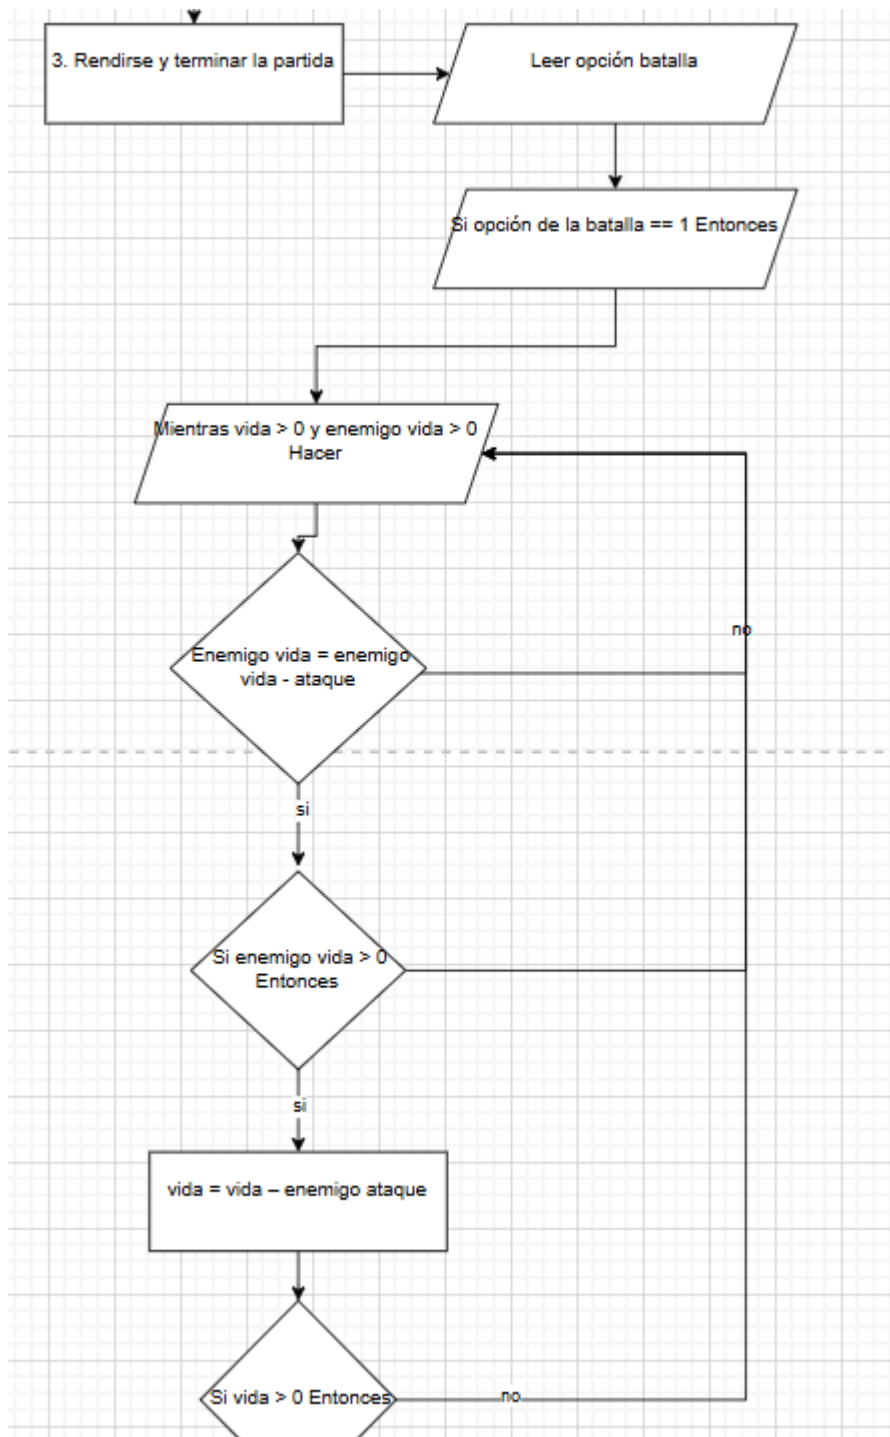 3. Rendirse y terminar la partida
Leer opción batalla
Si opción de la batalla == 1 Entonces
Mientras vida > 0 y enemigo vida > 0
Hacer
no
Enemigo vida = enemigo
vida - ataque
si
Si enemigo vida > 0
Entonces
si
vida = vida – enemigo ataque
Si vida > 0 Entonces
no